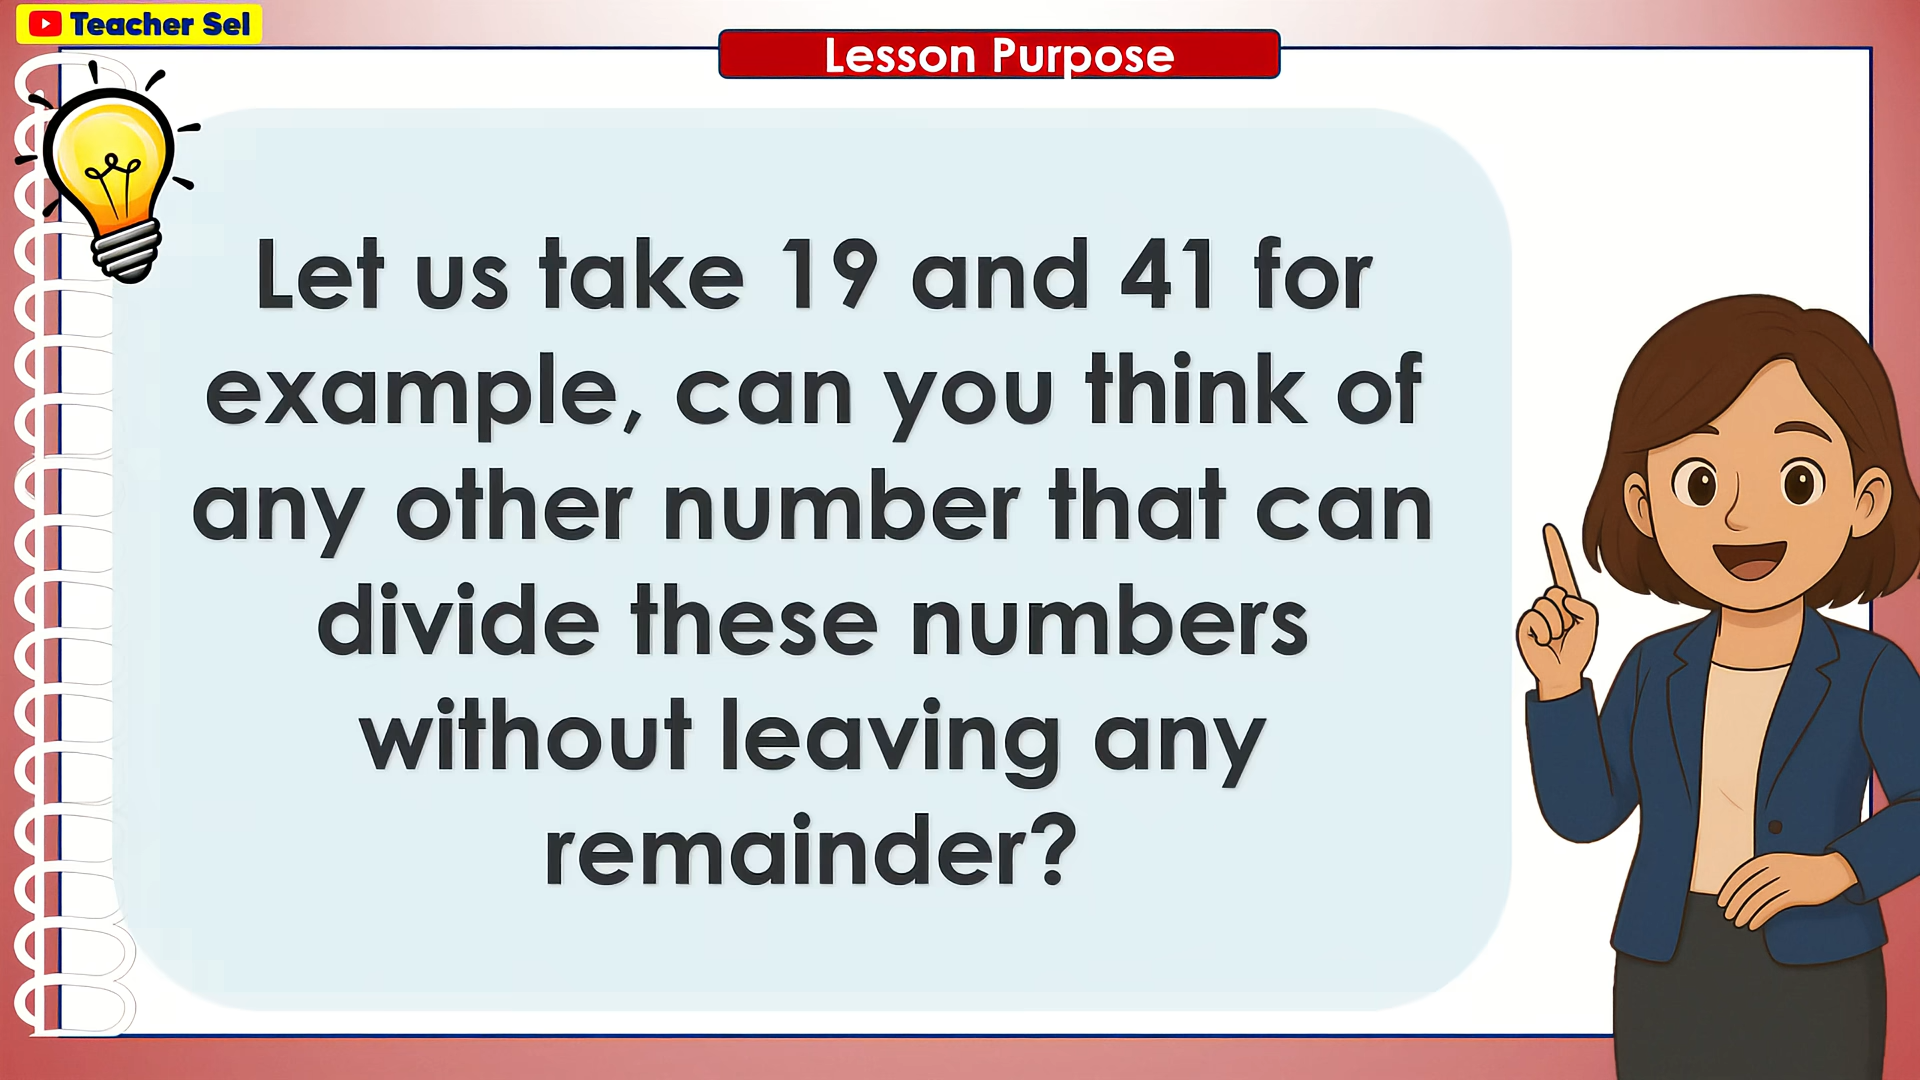 Teacher Sel
Lesson Purpose
Let us take 19 and 41 for
example, can you think of
any other number that can
divide these numbers
without leaving any
remainder?